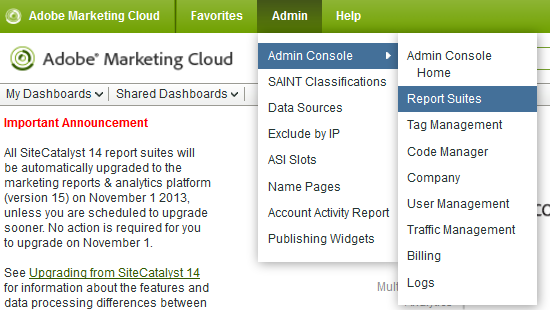 Adobe Marketing Cloud Favorites Admin Help
Adobe® Marketing Cloud
My Dashboards Shared Dashboards
Important Announcement
All SiteCatalyst 14 report suites will
be automatically upgraded to the
marketing reports & analytics platform
(version 15) on November 1 2013,
unless you are scheduled to upgrade
sooner. No action is required for you
to upgrade on November 1.
See Upgrading from SiteCatalyst 14
for information about the features and
data processing differences between
Admin Console
SAINT Classifications
Data Sources
Exclude by IP
ASI Slots
Name Pages
Account Activity Report
Publishing Widgets
Admin Console
Home
Report Suites
Tag Management
Code Manager
Company
User Management
Traffic Management
Billing
Logs